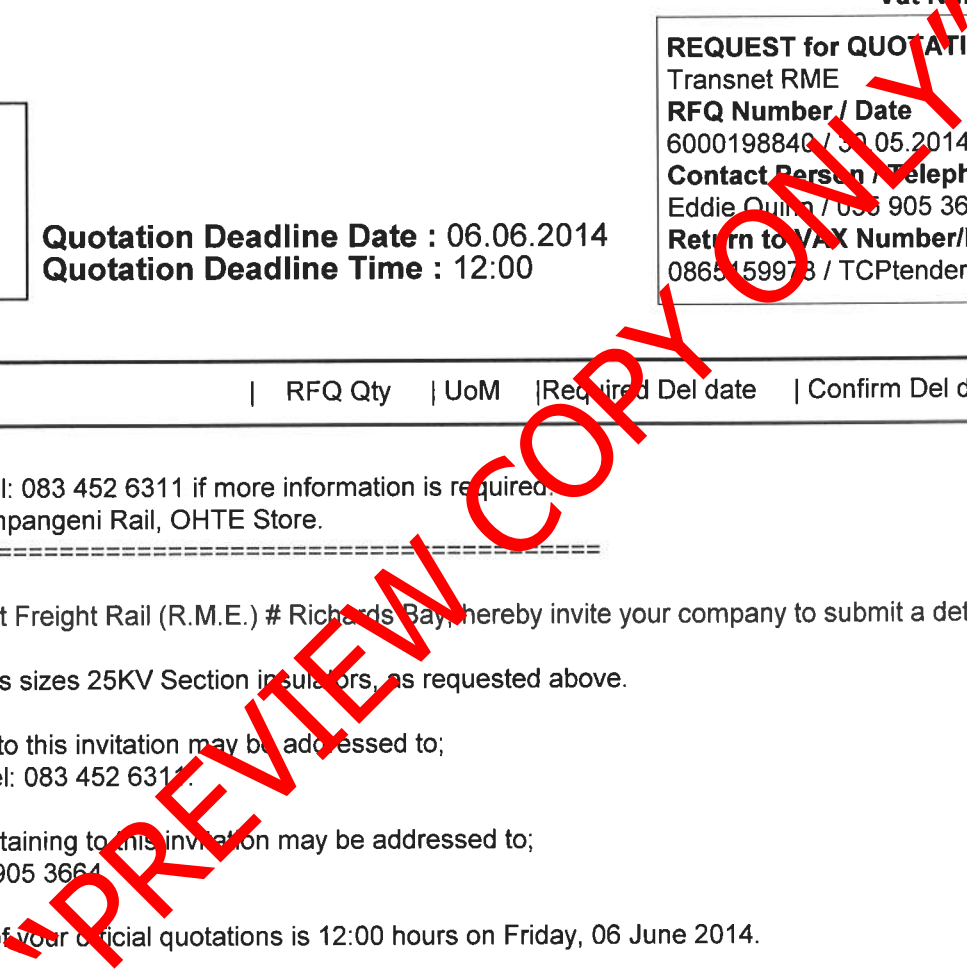 REQUEST for QUOTATI
Transnet RME
RFQ Number / Date
6000198840 / 30.05.2014
Contact Person / Teleph
Eddie Quinn / 035 905 36
Quotation Deadline Date : 06.06.2014
Quotation Deadline Time : 12:00
Return to VAX Number/
0865159978 / TCPtender
| RFQ Qty | UoM |Required Del date | Confirm Del d
l: 083 452 6311 if more information is required.
npangeni Rail, OHTE Store.
================================================
t Freight Rail (R.M.E.) # Richards Bay, hereby invite your company to submit a det
s sizes 25KV Section insulators, as requested above.
to this invitation may be addressed to;
el: 083 452 6311.
taining to this invitation may be addressed to;
905 3664
of your official quotations is 12:00 hours on Friday, 06 June 2014.
“PREVIEW COPY ONLY”